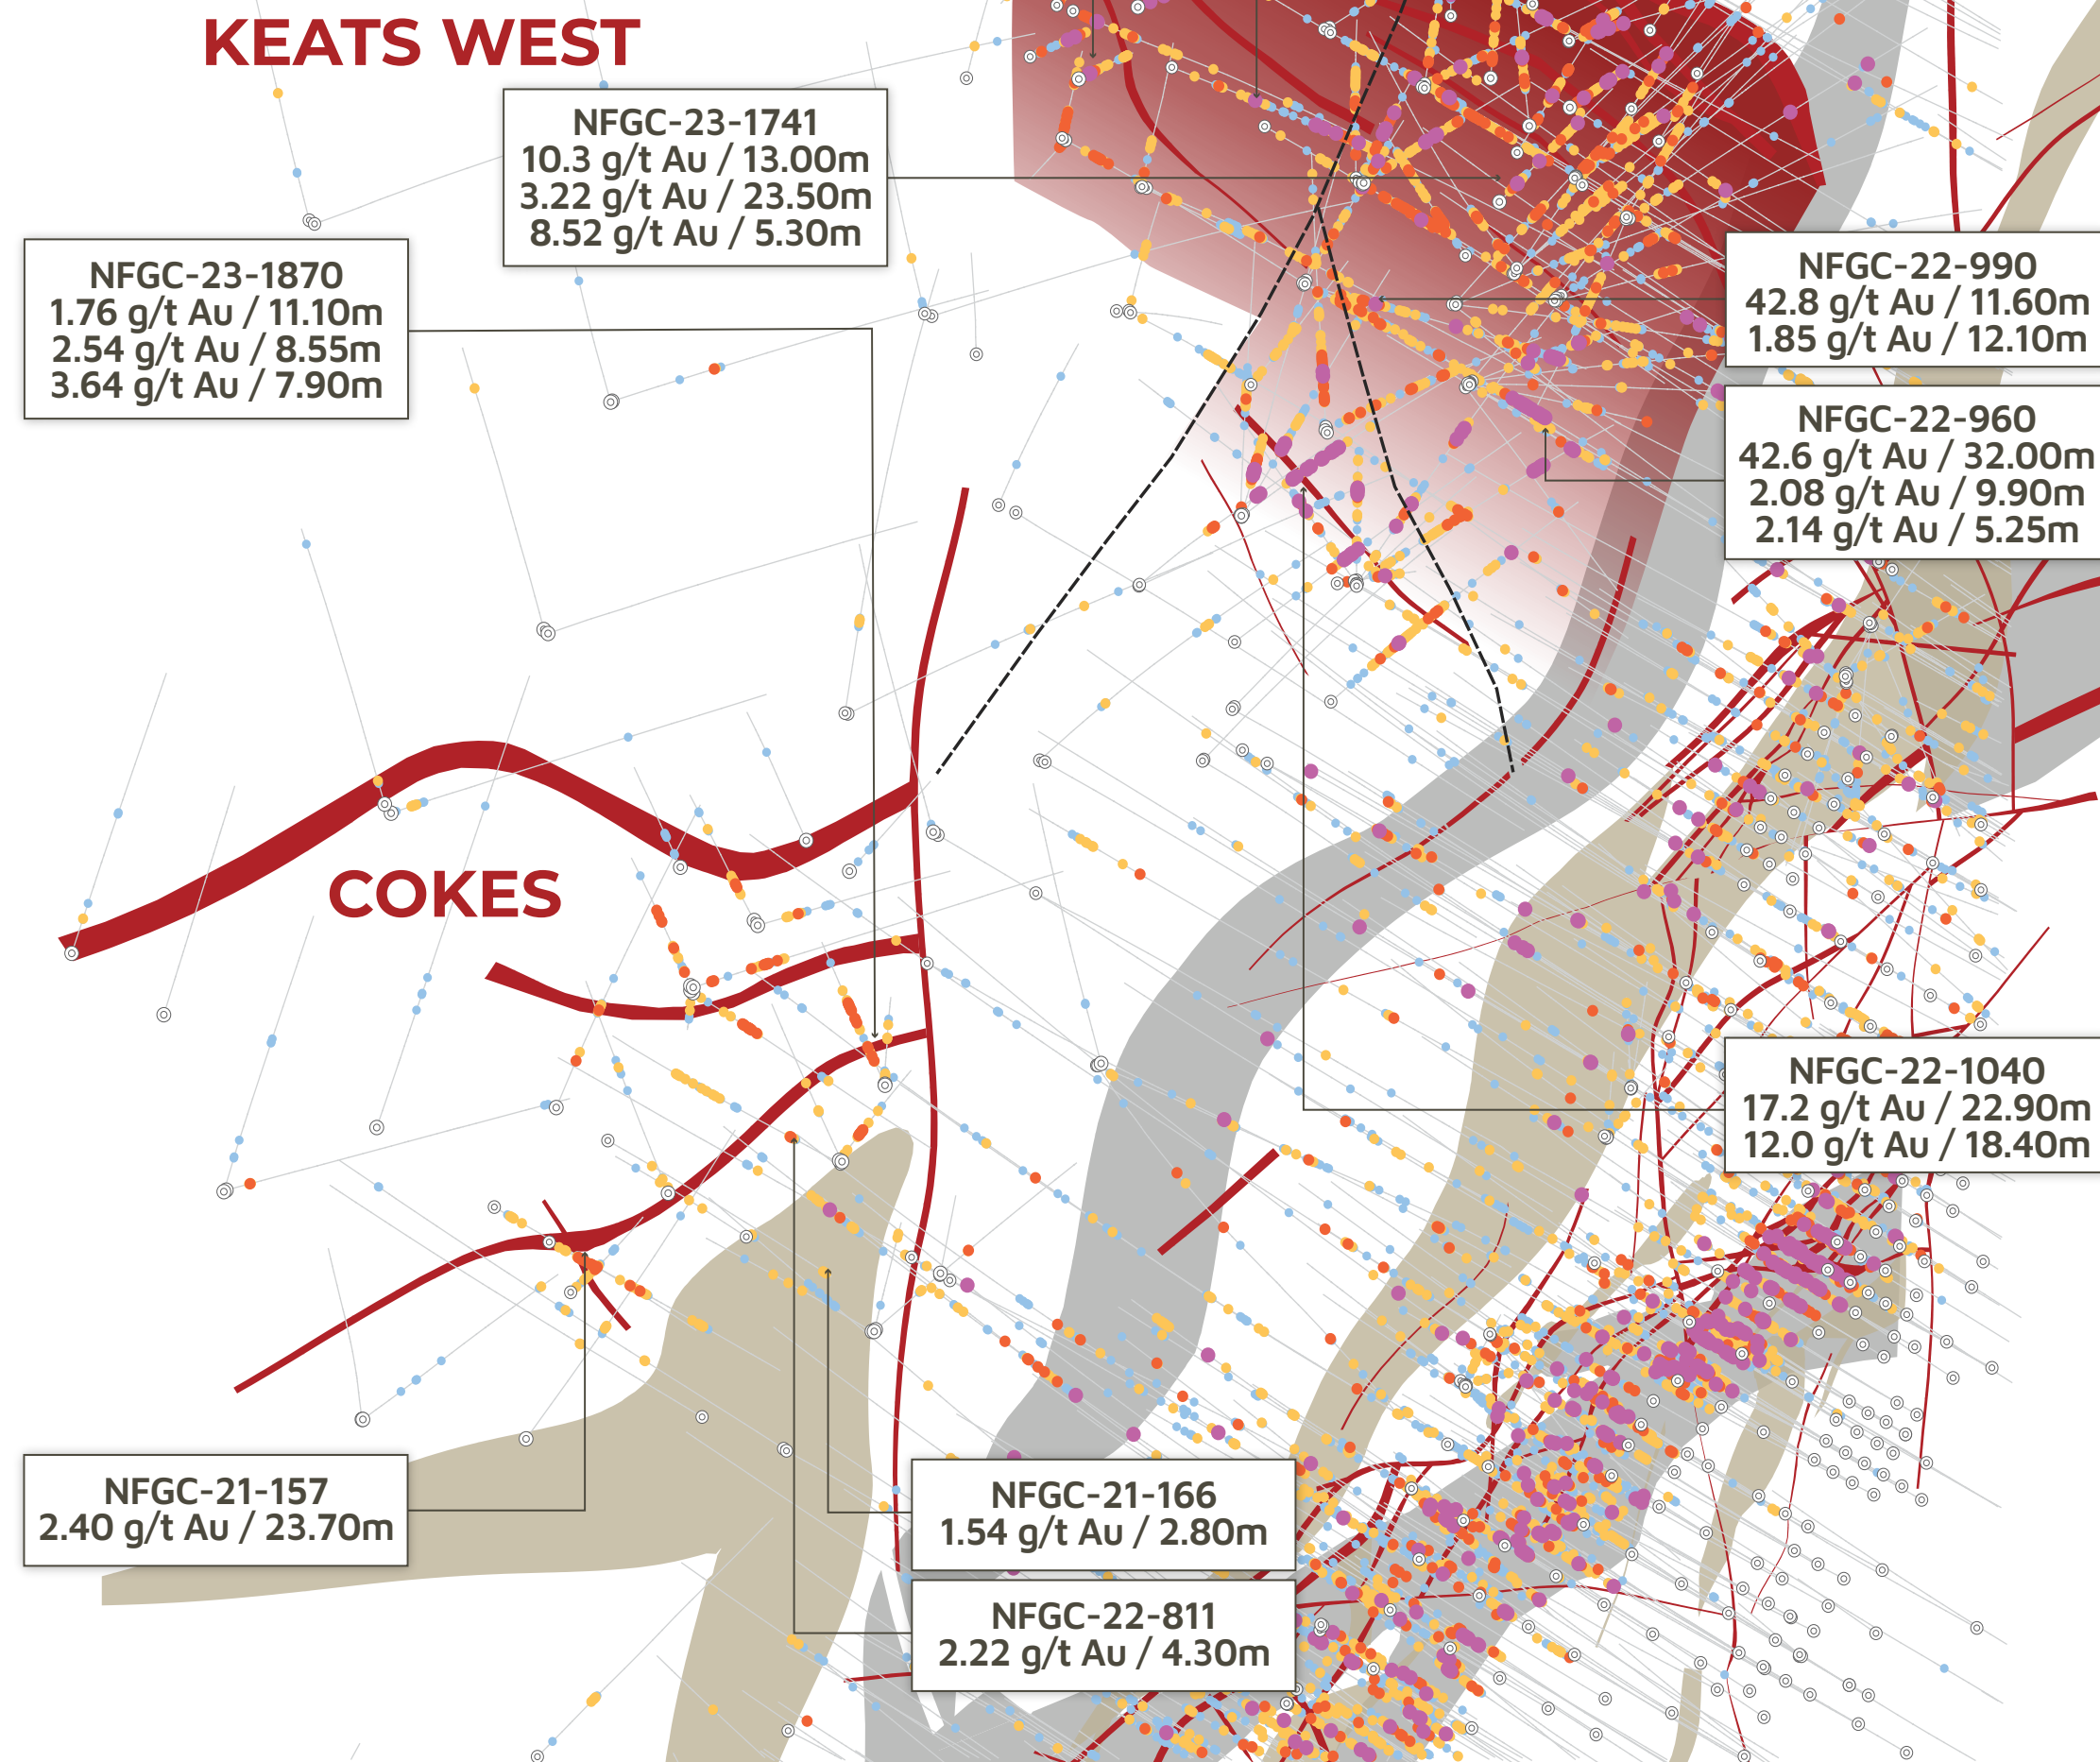 KEATS WEST
NFGC-23-1741
10.3 g/t Au / 13.00m
3.22 g/t Au / 23.50m
8.52 g/t Au / 5.30m
NFGC-23-1870
1.76 g/t Au / 11.10m
2.54 g/t Au / 8.55m
3.64 g/t Au / 7.90m
NFGC-22-990
42.8 g/t Au / 11.60m
1.85 g/t Au / 12.10m
NFGC-22-960
42.6 g/t Au / 32.00m
2.08 g/t Au / 9.90m
2.14 g/t Au / 5.25m
COKES
NFGC-22-1040
17.2 g/t Au / 22.90m
12.0 g/t Au / 18.40m
NFGC-21-157
2.40 g/t Au / 23.70m
NFGC-21-166
1.54 g/t Au / 2.80m
NFGC-22-811
2.22 g/t Au / 4.30m